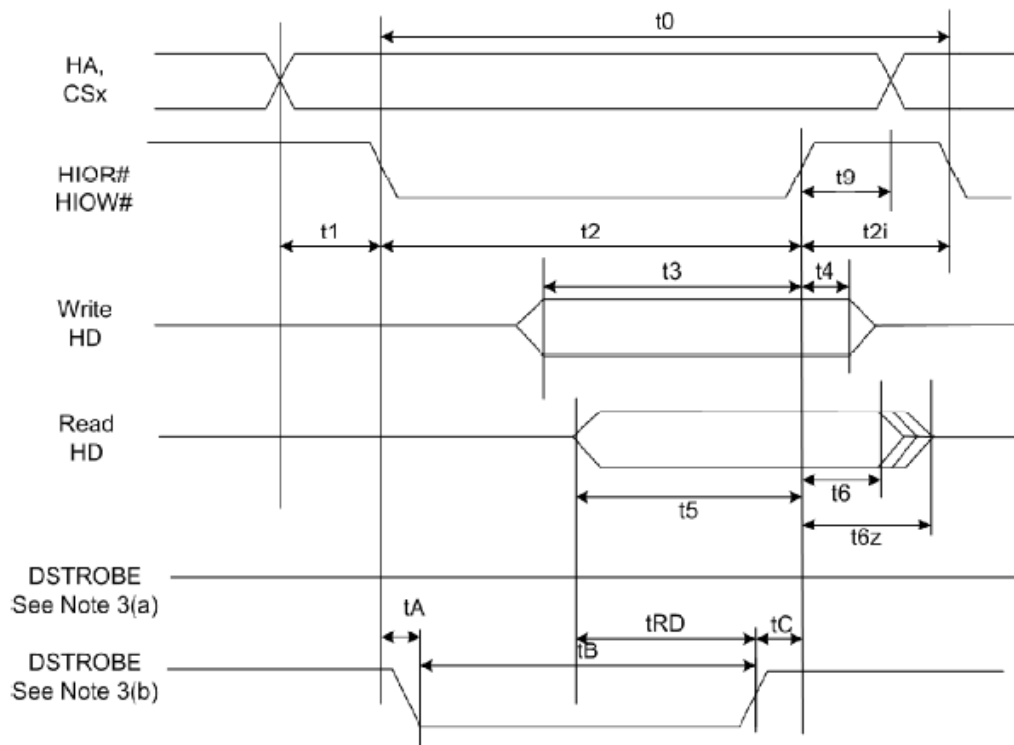 t0
HA,
CSx
HIOR#
HIOW#
t9
t1
t2
t2i
t3
t4
Write
HD
Read
HD
t6
t5
t6z
DSTROBE
See Note 3(a)
tA
tRD
tC
tB
DSTROBE
See Note 3(b)